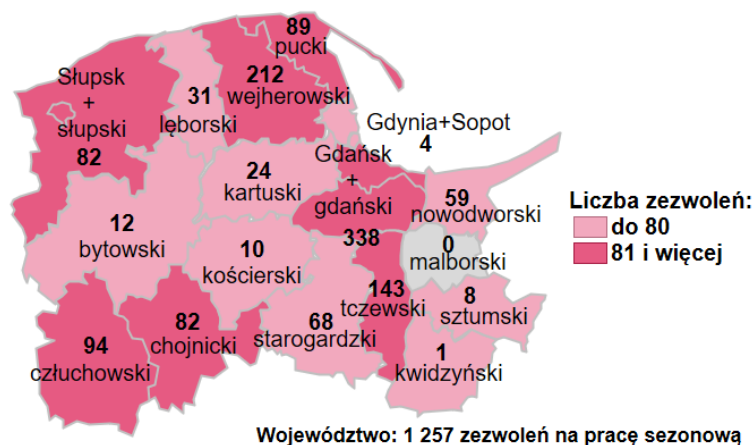 89
pucki
Słupsk
+
słupski
82
31
lęborski
212
wejherowski
Gdynia+Sopot
4
Gdańsk
+
gdański
338
24
kartuski
59
nowodworski
12
bytowski
10
kościerski
0
malborski
143
tczewski
8
sztumski
94
człuchowski
82
chojnicki
68
starogardzki
1
kwidzyński
Liczba zezwoleń:
do 80
81 i więcej
Województwo: 1 257 zezwoleń na pracę sezonową